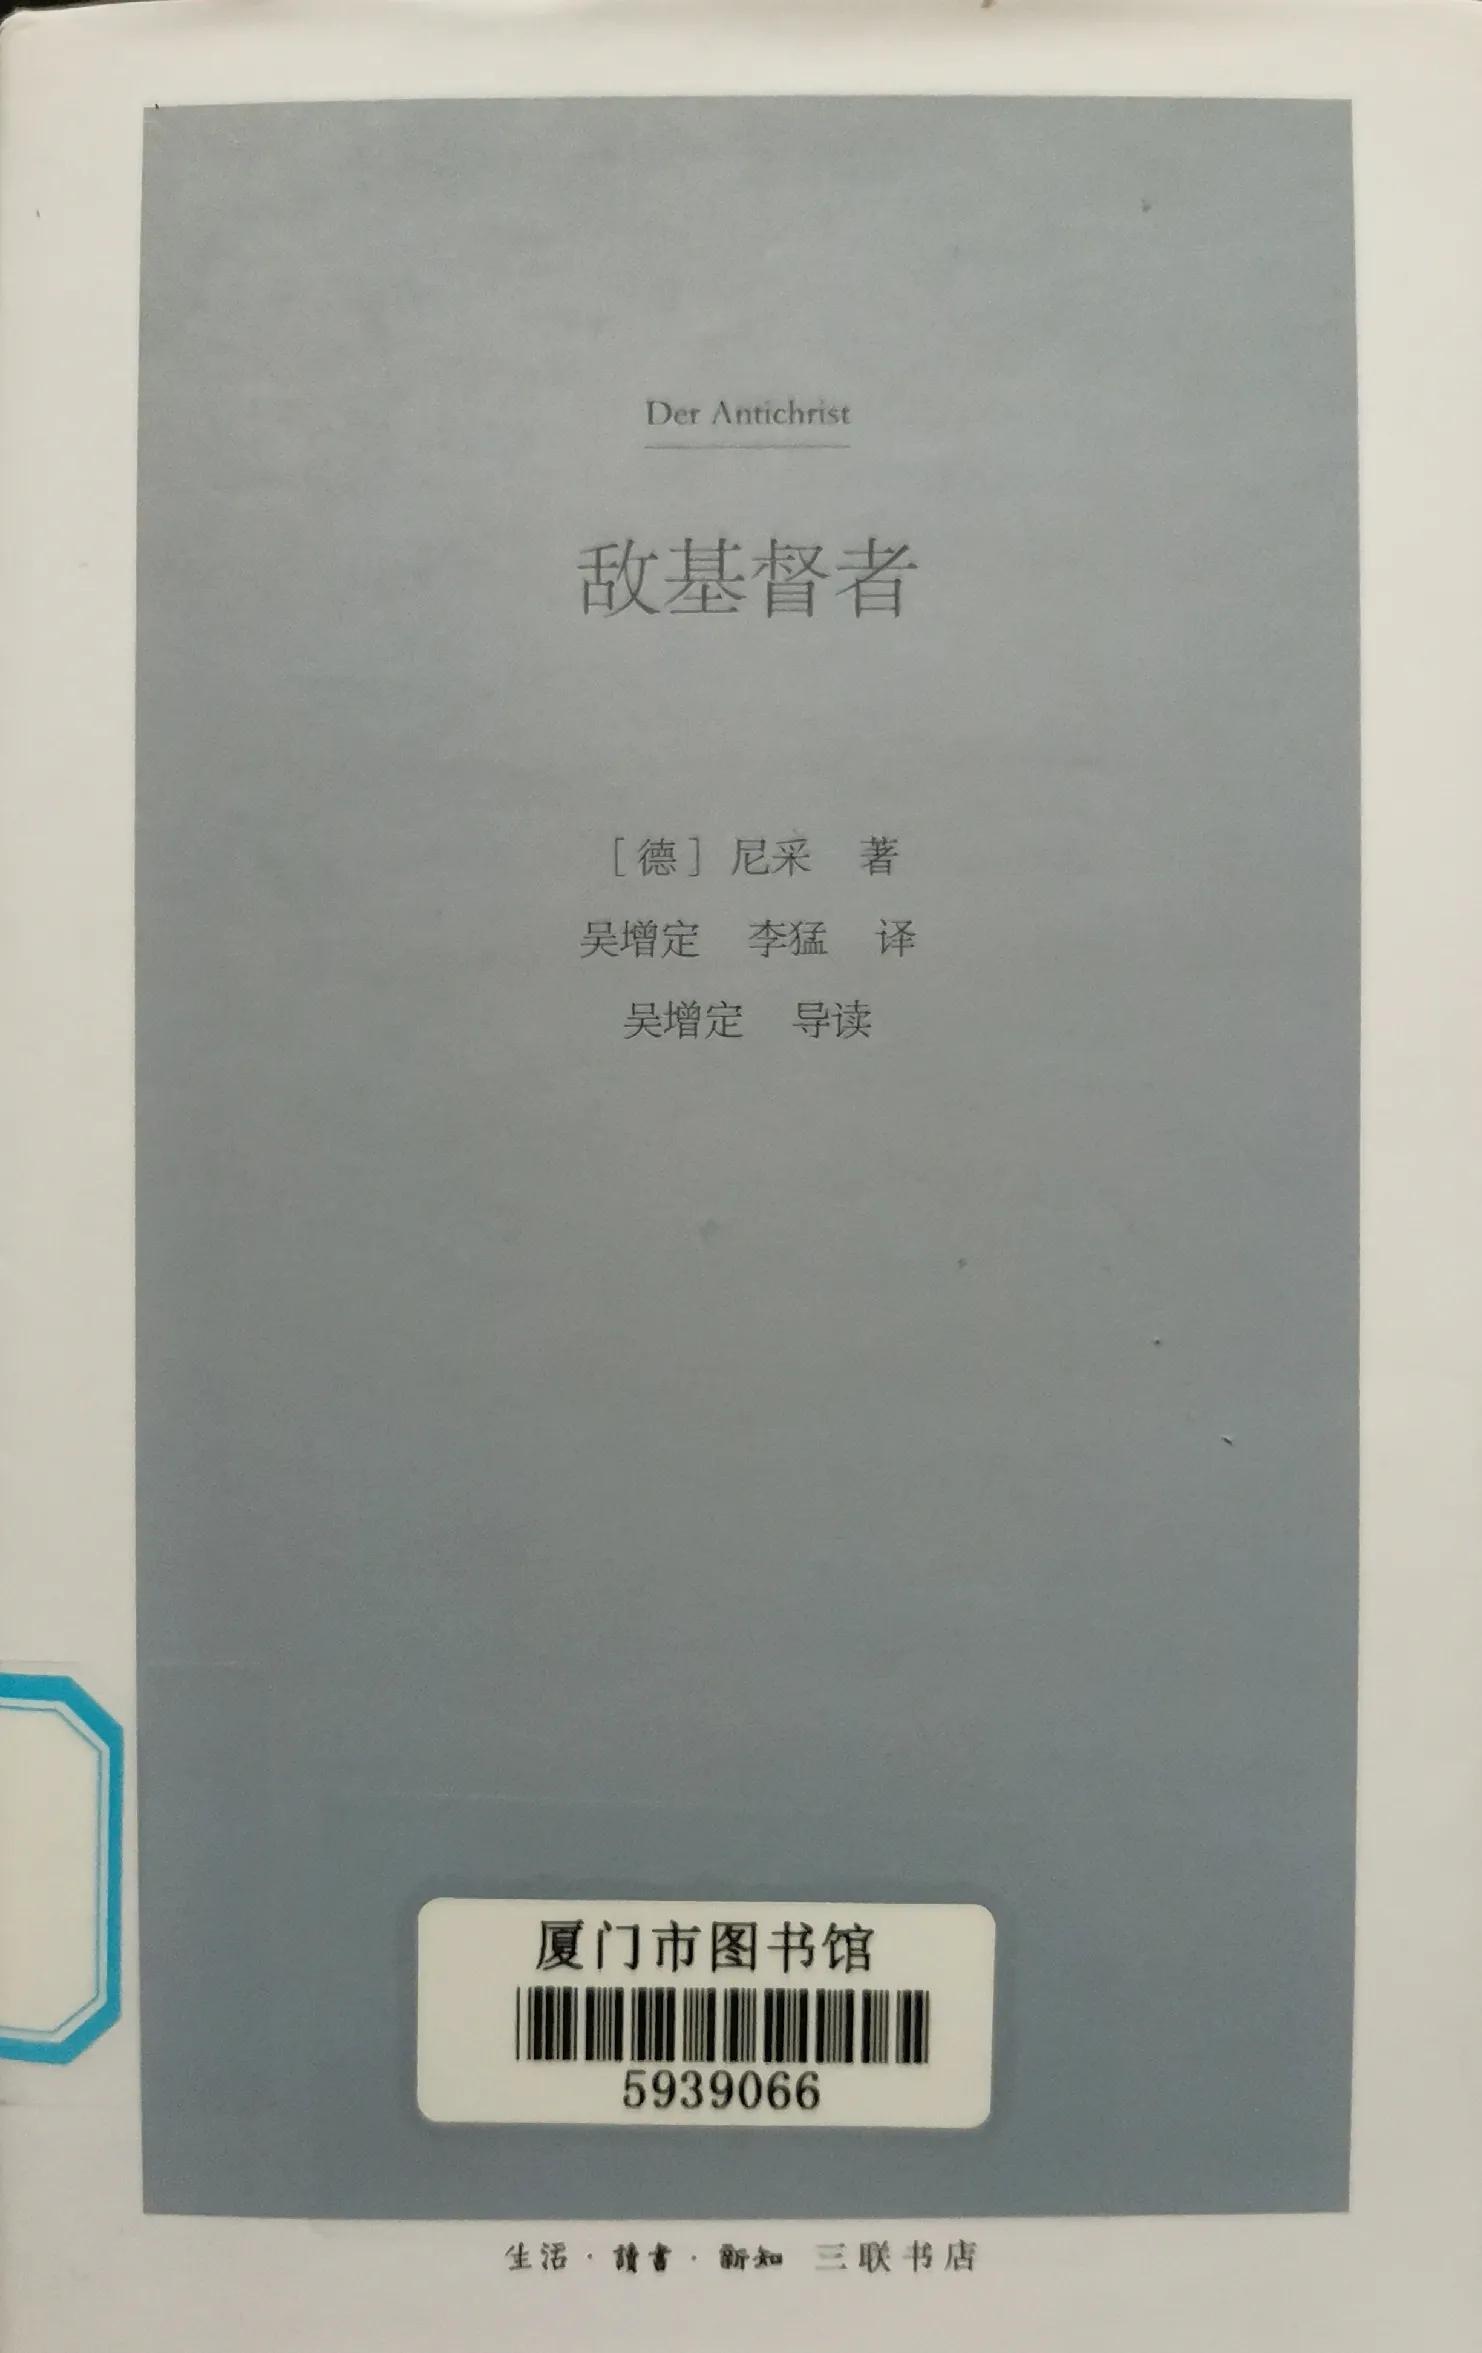 Der Antichrist
敌基督者
［德］尼采 著
吴增定 李猛 译
吴增定 导读
厦门市图书馆
5939066
生活·讀書·新知 三联书店